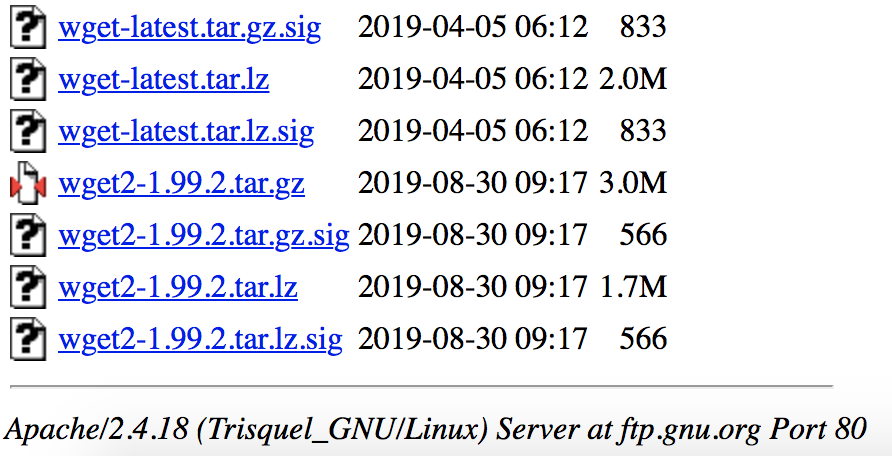 wget-latest.tar.gz.sig 2019-04-05 06:12 833
wget-latest.tar.lz 2019-04-05 06:12 2.0M
wget-latest.tar.lz.sig 2019-04-05 06:12 833
wget2-1.99.2.tar.gz 2019-08-30 09:17 3.0M
wget2-1.99.2.tar.gz.sig 2019-08-30 09:17 566
wget2-1.99.2.tar.lz 2019-08-30 09:17 1.7M
wget2-1.99.2.tar.lz.sig 2019-08-30 09:17 566
Apache/2.4.18 (Trisquel_GNU/Linux) Server at ftp.gnu.org Port 80